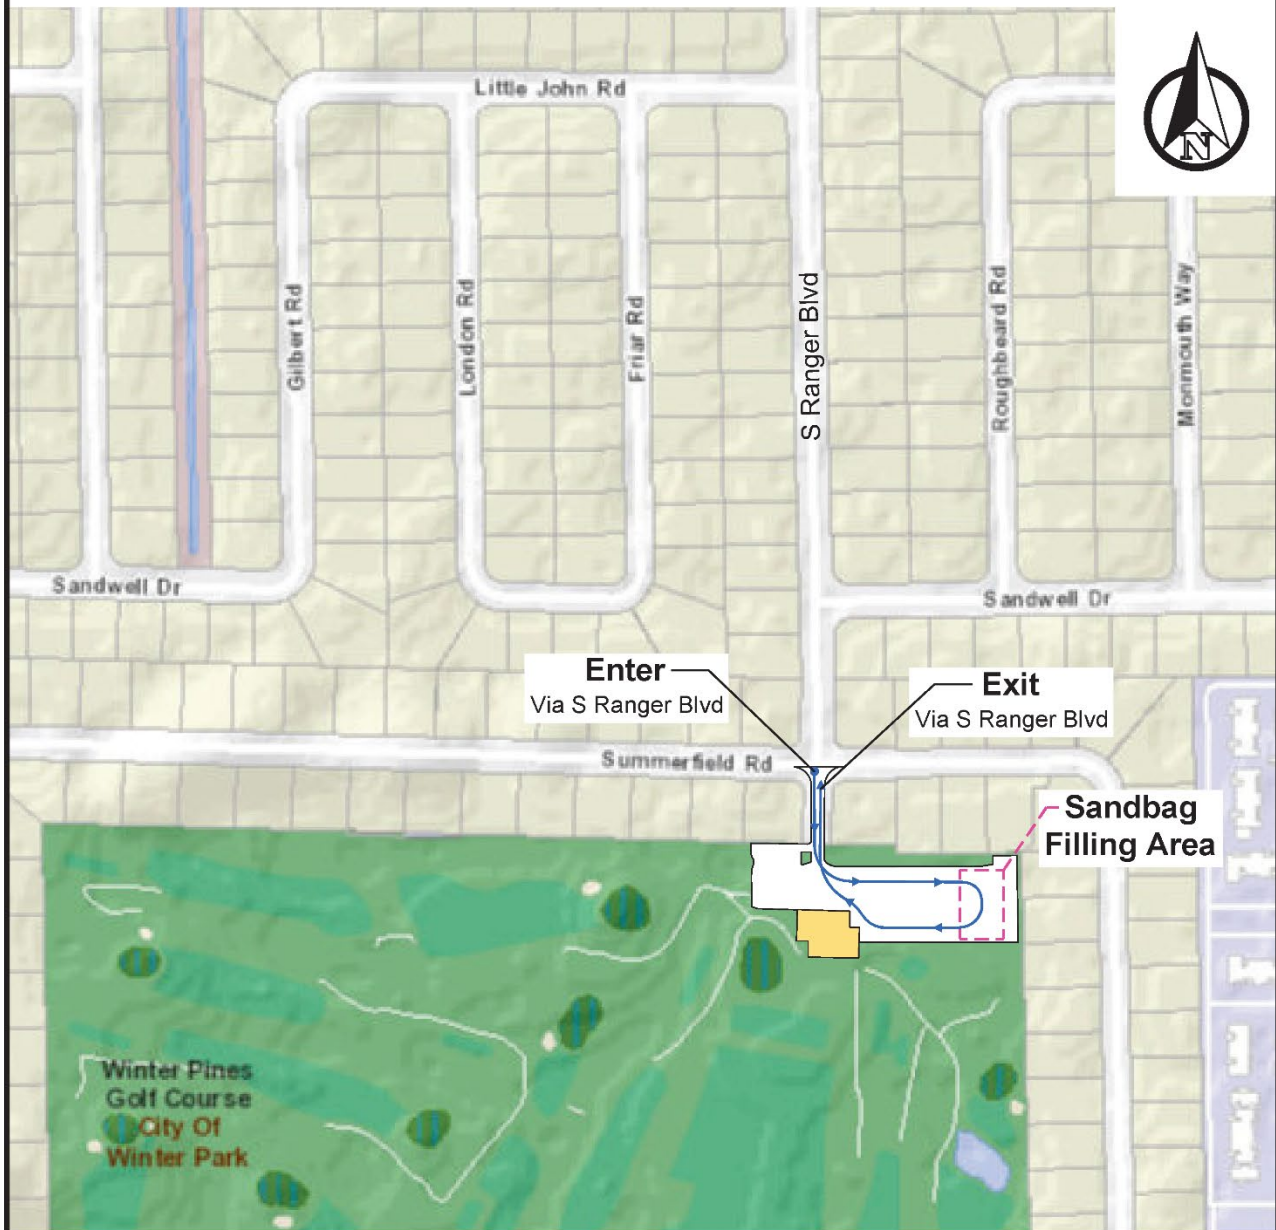 N
Little John Rd
Gilbert Rd
London Rd
Friar Rd
S Ranger Blvd
Roughbeard Rd
Monmouth Way
Sandwell Dr
Sandwell Dr
Enter
Via S Ranger Blvd
Exit
Via S Ranger Blvd
Summerfield Rd
Sandbag
Filling Area
Winter Pines
Golf Course
City Of
Winter Park